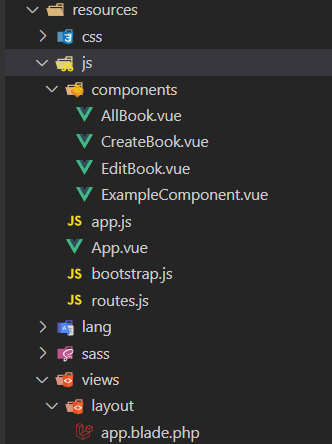 resources
css
js
components
AllBook.vue
CreateBook.vue
EditBook.vue
ExampleComponent.vue
JS app.js
App.vue
JS bootstrap.js
JS routes.js
lang
sass
views
layout
app.blade.php